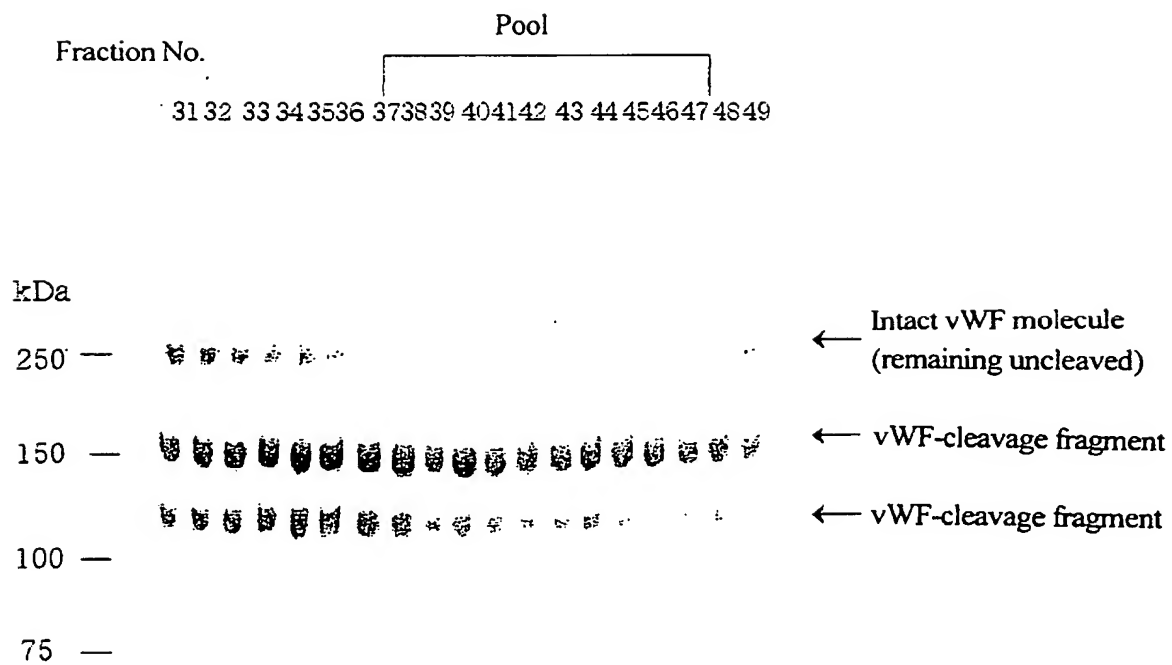 Pool
Fraction No.
31 32 33 34 35 36 37 38 39 40 41 42 43 44 45 46 47 48 49
kDa
250 —
150 —
100 —
75 —
← Intact vWF molecule
(remaining uncleaved)
← vWF-cleavage fragment
← vWF-cleavage fragment